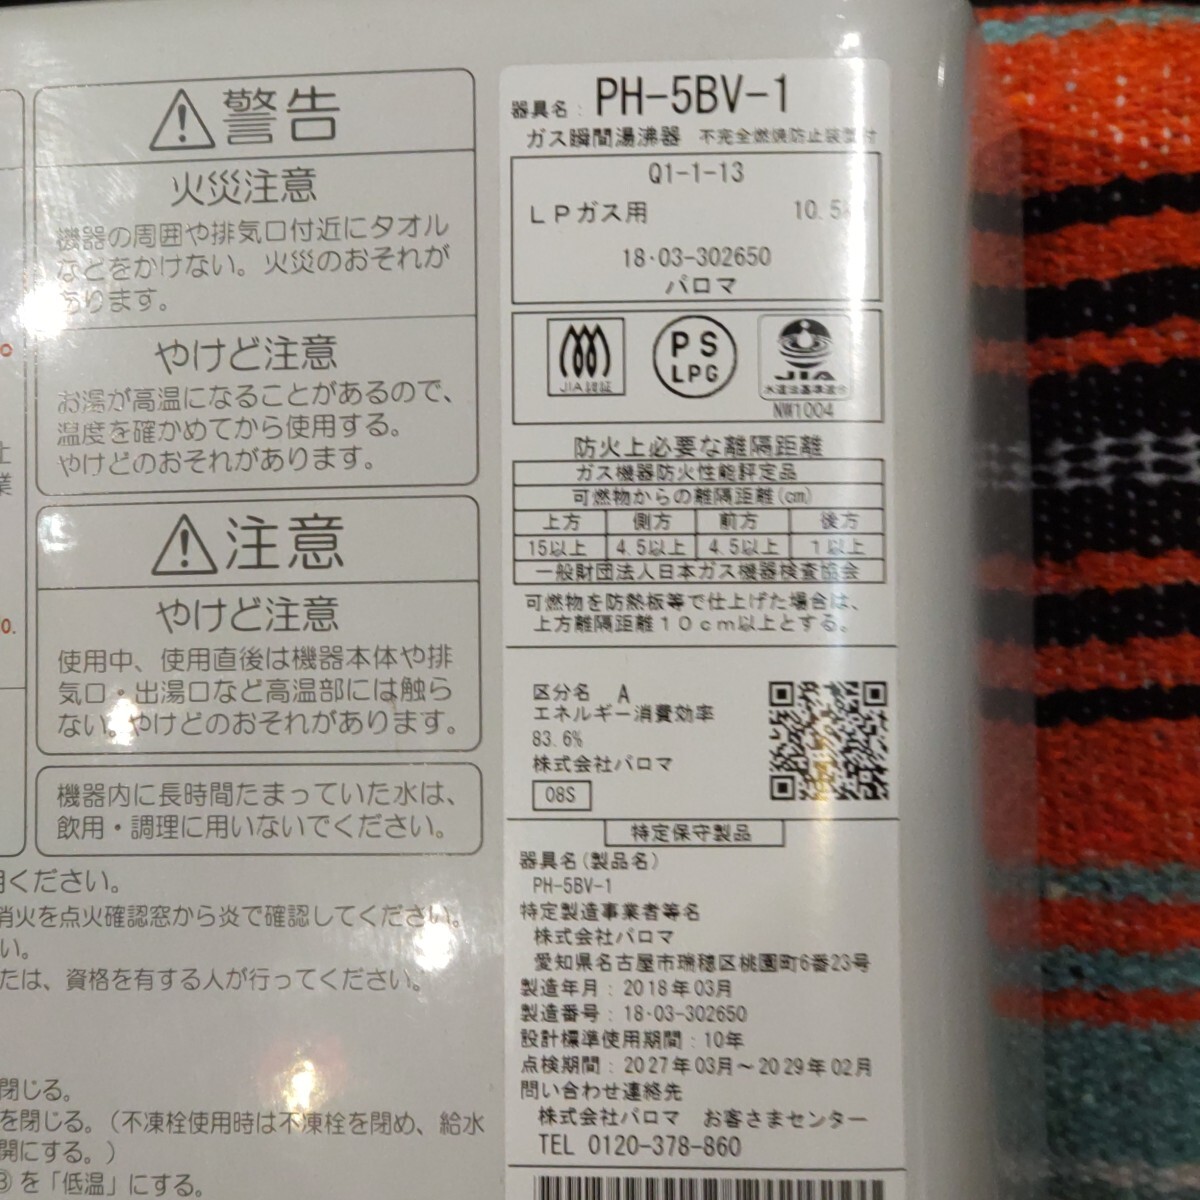 警告
火災注意
機器の周囲や排気口付近にタオル
などをかけない。火災のおそれが
あります。
やけど注意
お湯が高温になることがあるので、
温度を確かめてから使用する。
やけどのおそれがあります。
注意
やけど注意
使用中、使用直後は機器本体や排
気口・出湯口など高温部には触ら
ない。やけどのおそれがあります。
機器内に長時間たまっていた水は、
飲用・調理に用いないでください。
ください。
消火を点火確認窓から炎で確認してください。
い。
たは、資格を有する人が行ってください。
閉じる。
を閉じる。(不凍栓使用時は不凍栓を閉め、給水
開にする。)
③を「低温」にする。
器具名: PH-5BV-1
ガス瞬間湯沸器 不完全燃焼防止装置付
Q1-1-13
LPガス用 10.5
18・03-302650
パロマ
JIA認証
PS
LPG
JIA
水道法基準適合
NW1004
防火上必要な離隔距離
ガス機器防火性能評定品
可燃物からの離隔距離(cm)
上方 側方 前方 後方
15以上 4.5以上 4.5以上 1以上
一般財団法人日本ガス機器検査協会
可燃物を防熱板等で仕上げた場合は、
上方離隔距離10cm以上とする。
区分名 A
エネルギー消費効率
83.6%
株式会社パロマ
08S
特定保守製品
器具名(製品名)
PH-5BV-1
特定製造事業者等名
株式会社パロマ
愛知県名古屋市瑞穂区桃園町6番23号
製造年月: 2018年03月
製造番号: 18・03-302650
設計標準使用期間: 10年
点検期間: 2027年03月～2029年02月
問い合わせ連絡先
株式会社パロマ お客さまセンター
TEL 0120-378-860